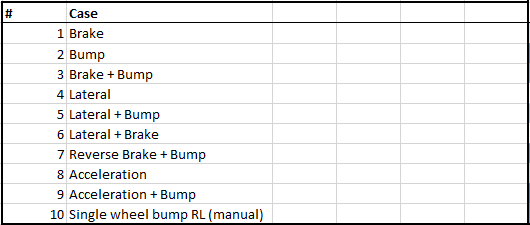 # Case
1 Brake
2 Bump
3 Brake + Bump
4 Lateral
5 Lateral + Bump
6 Lateral + Brake
7 Reverse Brake + Bump
8 Acceleration
9 Acceleration + Bump
10 Single wheel bump RL (manual)